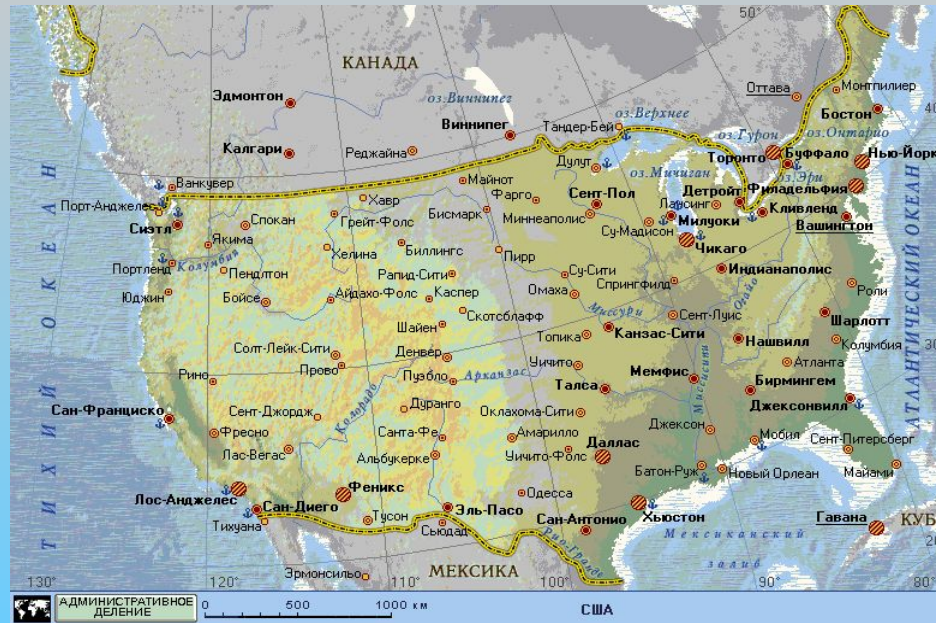 50°
КАНАДА
Оттава
Монтпилиер
Эдмонтон
оз.Виннипег
оз.Верхнее
Бостон
Виннипег
Тандер-Бей
оз.Гурон
оз.Онтарио
Калгари
Реджайна
Торонто
Буффало
Нью-Йорк
Дулут
оз.Мичиган
оз.Эри
Ванкувер
Майнот
Фарго
Сент-Пол
Детройт
Филадельфия
Порт-Анджелес
Хавр
Бисмарк
Миннеаполис
Лансинг
Кливленд
Сиэтл
Спокан
Грейт-Фолс
Су-Мадисон
Милуоки
Вашингтон
Якима
Хелина
Биллингс
Пирр
Чикаго
Портленд
Колумбия
Пендлтон
Рапид-Сити
Су-Сити
Индианаполис
Юджин
Бойсе
Айдахо-Фолс
Каспер
Омаха
Спрингфилд
Огайо
Роли
Скотсблафф
Миссури
Сент-Луис
Шарлотт
Шайен
Топика
Канзас-Сити
Нашвилл
Колумбия
30
Солт-Лейк-Сити
Денвер
Уичито
Атланта
Прово
Пуэбло
Арканзас
Мемфис
Миссисипи
Рино
Талса
Бирмингем
Сан-Франциско
Сент-Джордж
Колорадо
Дуранго
Оклахома-Сити
Джексонвилл
Фресно
Санта-Фе
Амарилло
Даллас
Джексон
Мобил
Сент-Питерсберг
Лас-Вегас
Альбукерке
Уичито-Фолс
Батон-Руж
Новый Орлеан
Майами
Лос-Анджелес
Феникс
Одесса
Сан-Диего
Тусон
Эль-Пасо
Сан-Антонио
Хьюстон
Гавана
КУБ
Тихуана
Сьюдад
Рио-Гранде
Мексиканский
залив
20
Эрмонсильо
МЕКСИКА
ТИХИЙ ОКЕАН
АТЛАНТИЧЕСКИЙ ОКЕАН
130°
120°
110°
100°
90°
80°
АДМИНИСТРАТИВНОЕ
ДЕЛЕНИЕ
0 500 1000 км
США